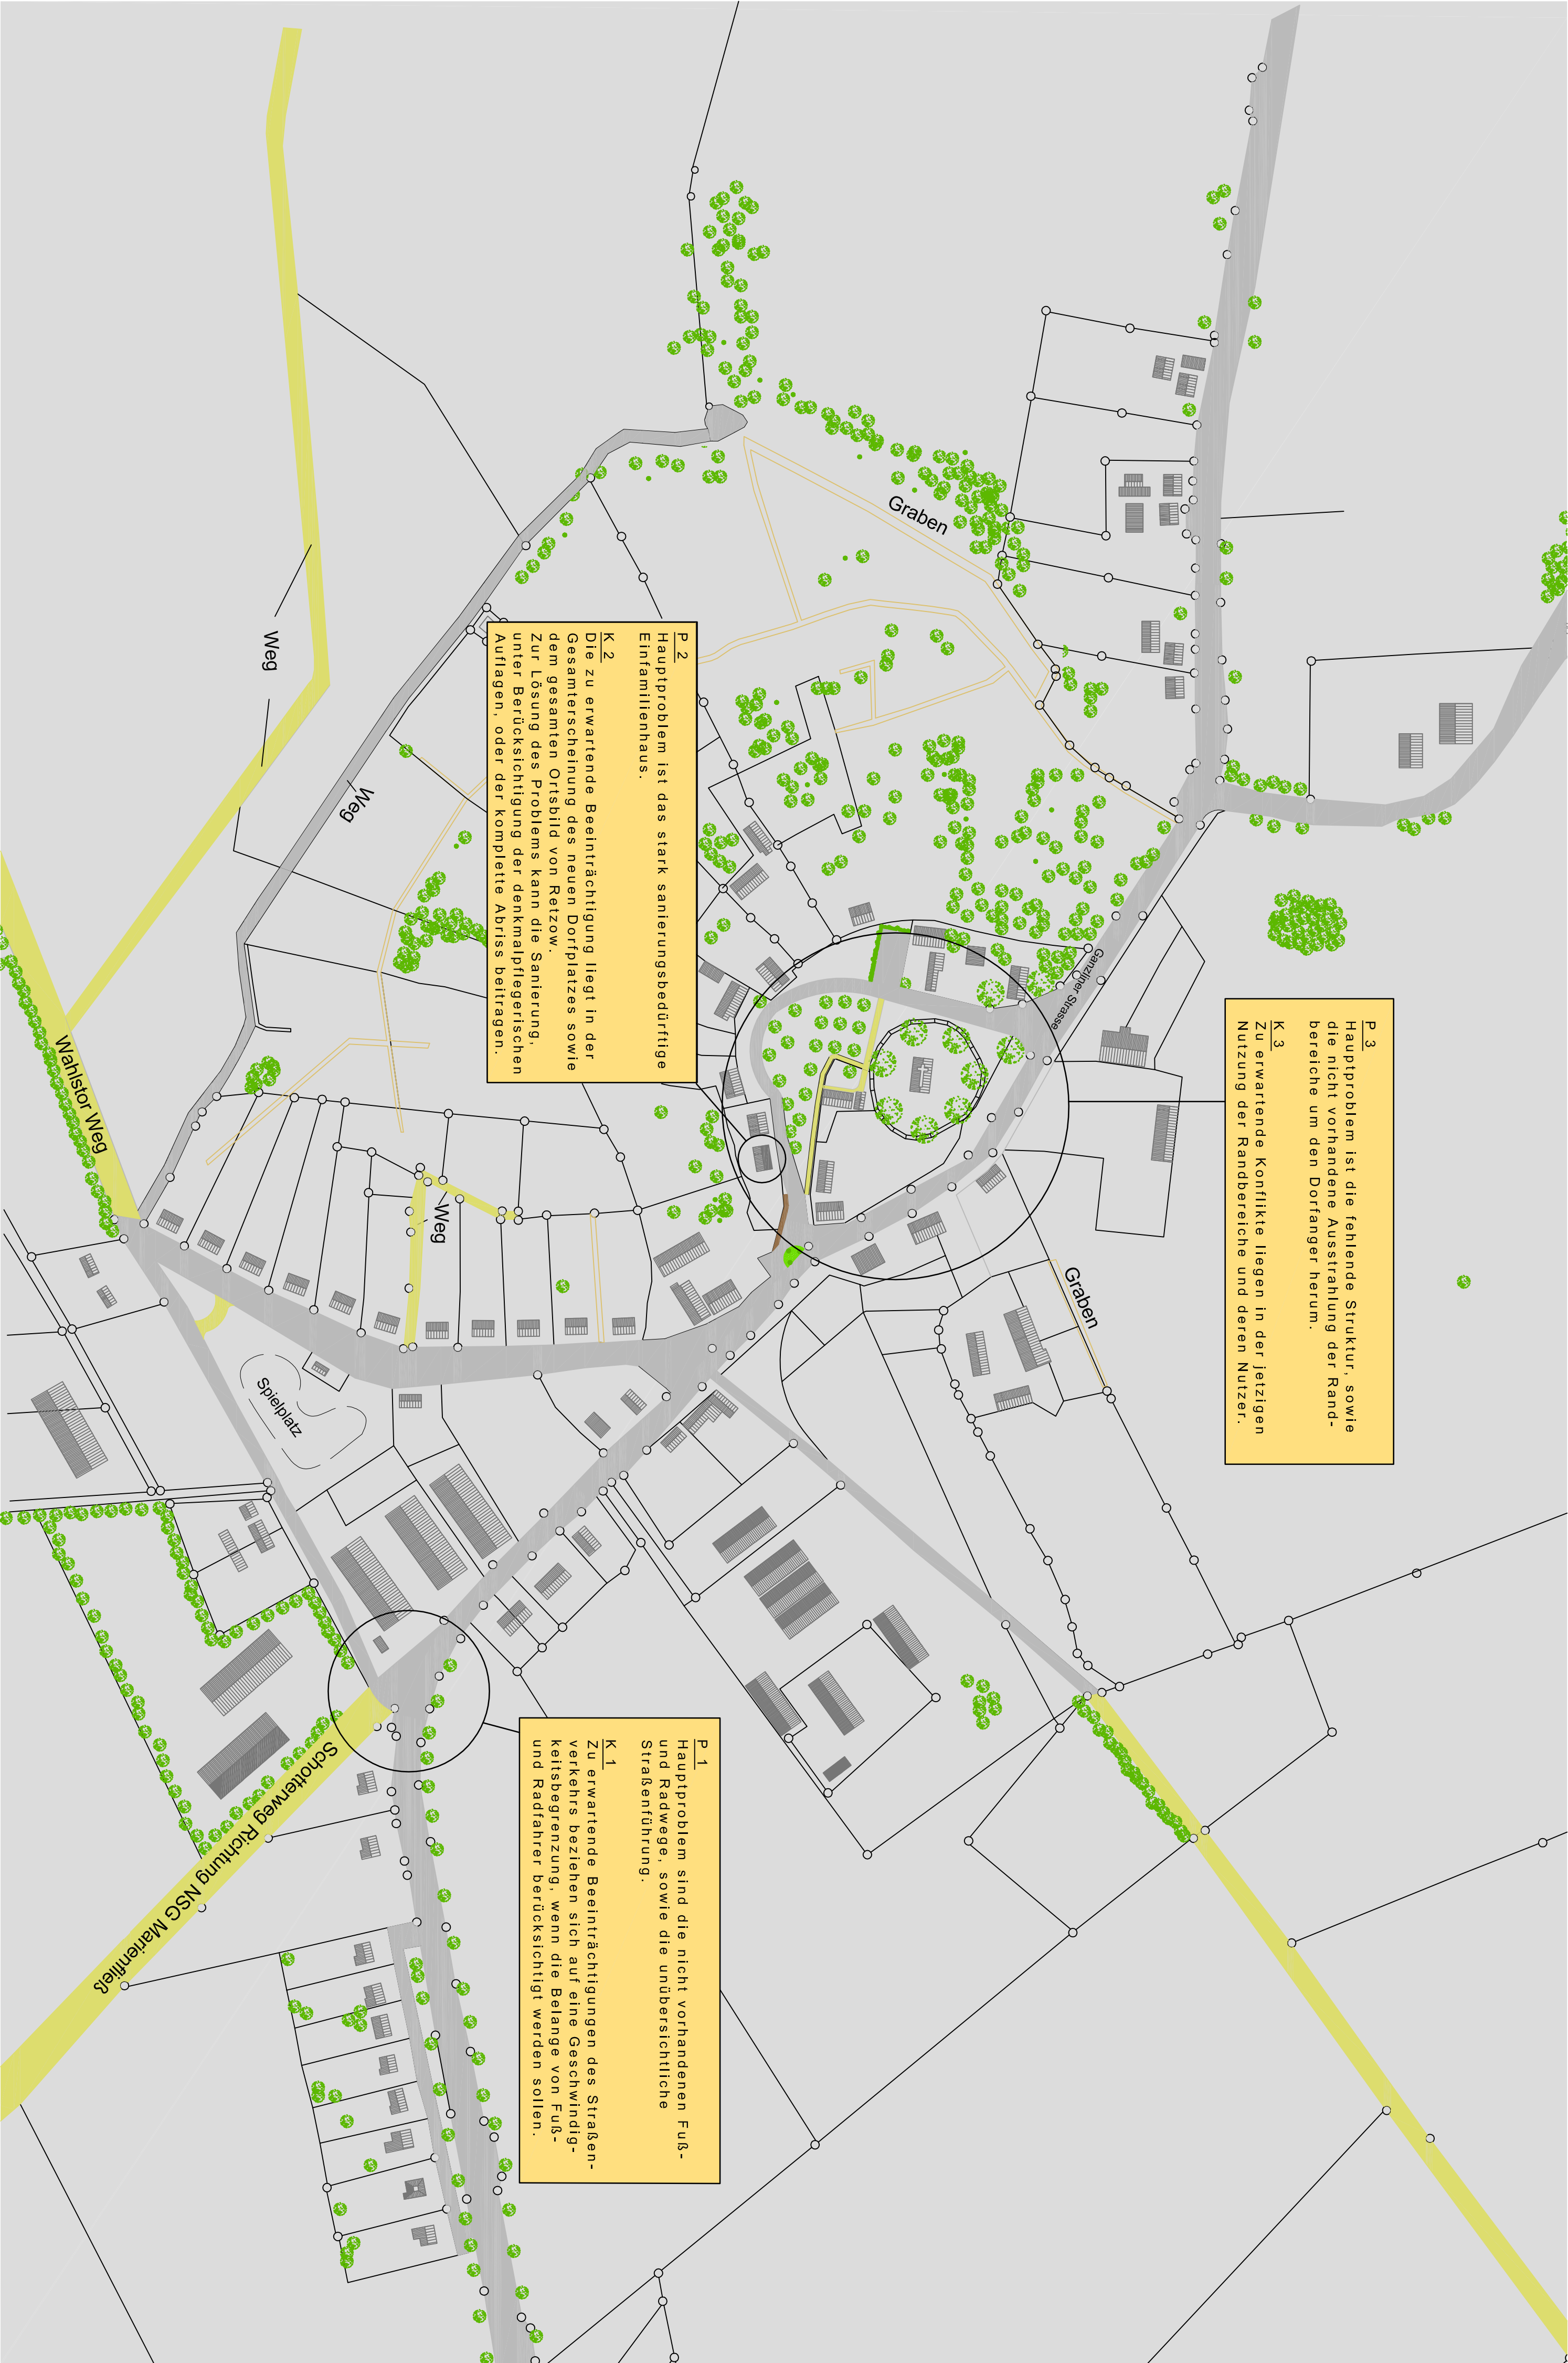 P 3
Hauptproblem ist die fehlende Struktur, sowie
die nicht vorhandene Ausstrahlung der Rand-
bereiche um den Dorfanger herum.
K 3
Zu erwartende Konflikte liegen in der jetzigen
Nutzung der Randbereiche und deren Nutzer.
Ganzliner Strasse
Graben
Graben
P 2
Hauptproblem ist das stark sanierungsbedürftige
Einfamilienhaus.
K 2
Die zu erwartende Beeinträchtigung liegt in der
Gesamterscheinung des neuen Dorfplatzes sowie
dem gesamten Ortsbild von Retzow.
Zur Lösung des Problems kann die Sanierung,
unter Berücksichtigung der denkmalpflegerischen
Auflagen, oder der komplette Abriss beitragen.
P 1
Hauptproblem sind die nicht vorhandenen Fuß-
und Radwege, sowie die unübersichtliche
Straßenführung.
K 1
Zu erwartende Beeinträchtigungen des Straßen-
verkehrs beziehen sich auf eine Geschwindig-
keitsbegrenzung, wenn die Belange von Fuß-
und Radfahrer berücksichtigt werden sollen.
Weg
Weg
Weg
Wahlstor Weg
Spielplatz
Schotterweg Richtung NSG Marienfließ